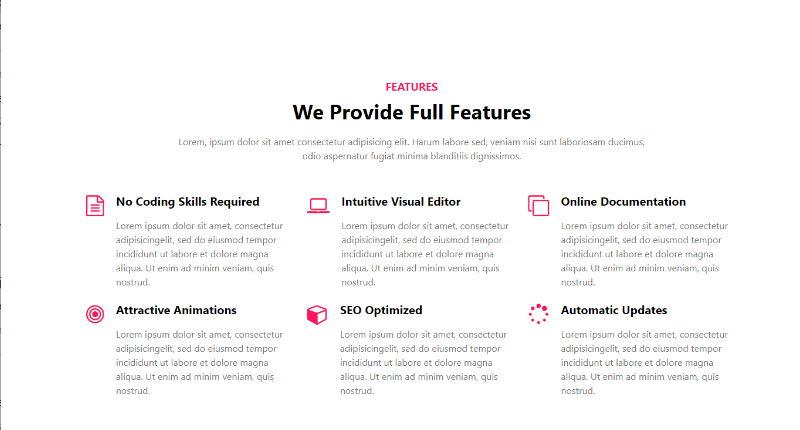 FEATURES
We Provide Full Features
Lorem, ipsum dolor sit amet consectetur adipisicing elit. Harum labore sed, veniam nisi sunt laboriosam ducimus,
odio aspernatur fugiat minima blanditiis dignissimos.
No Coding Skills Required
Lorem ipsum dolor sit amet, consectetur
adipisicingelit, sed do eiusmod tempor
incididunt ut labore et dolore magna
aliqua. Ut enim ad minim veniam, quis
nostrud.
Intuitive Visual Editor
Lorem ipsum dolor sit amet, consectetur
adipisicingelit, sed do eiusmod tempor
incididunt ut labore et dolore magna
aliqua. Ut enim ad minim veniam, quis
nostrud.
Online Documentation
Lorem ipsum dolor sit amet, consectetur
adipisicingelit, sed do eiusmod tempor
incididunt ut labore et dolore magna
aliqua. Ut enim ad minim veniam, quis
nostrud.
Attractive Animations
Lorem ipsum dolor sit amet, consectetur
adipisicingelit, sed do eiusmod tempor
incididunt ut labore et dolore magna
aliqua. Ut enim ad minim veniam, quis
nostrud.
SEO Optimized
Lorem ipsum dolor sit amet, consectetur
adipisicingelit, sed do eiusmod tempor
incididunt ut labore et dolore magna
aliqua. Ut enim ad minim veniam, quis
nostrud.
Automatic Updates
Lorem ipsum dolor sit amet, consectetur
adipisicingelit, sed do eiusmod tempor
incididunt ut labore et dolore magna
aliqua. Ut enim ad minim veniam, quis
nostrud.